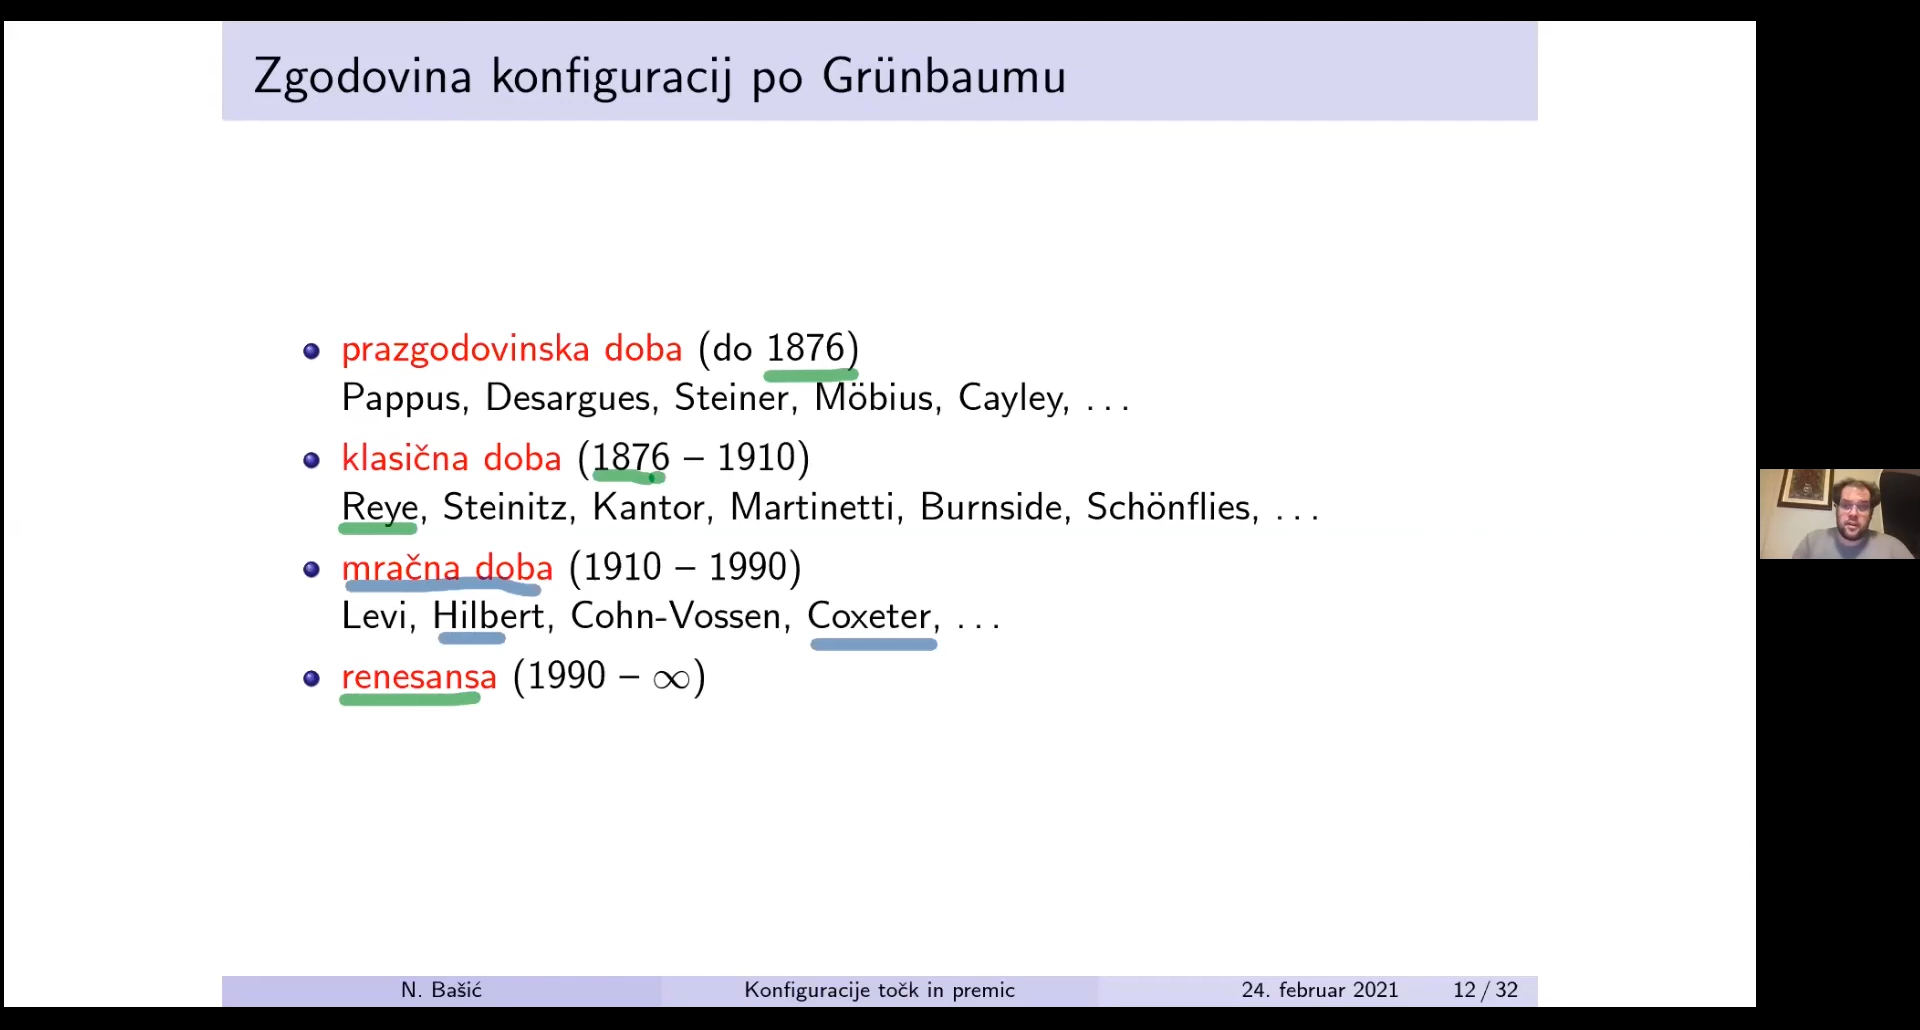 Zgodovina konfiguracij po Grünbaumu
prazgodovinska doba (do 1876)
Pappus, Desargues, Steiner, Möbius, Cayley, . . .
klasična doba (1876 – 1910)
Reye, Steinitz, Kantor, Martinetti, Burnside, Schönflies, . . .
mračna doba (1910 – 1990)
Levi, Hilbert, Cohn-Vossen, Coxeter, . . .
renesansa (1990 – ∞)
N. Bašić Konfiguracije točk in premic 24. februar 2021 12 / 32